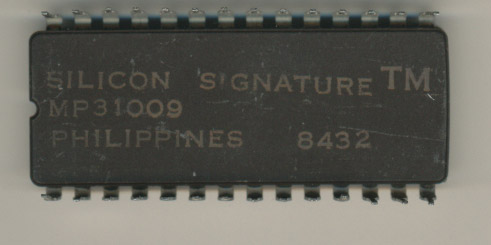 SILICON SIGNATURE TM
MP31009
PHILIPPINES 8432